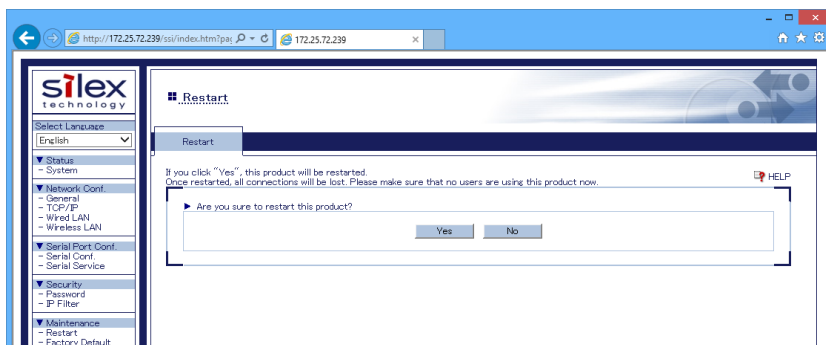 http://172.25.72.239/ssi/index.htm?pag
172.25.72.239
silex
technology
Select Language
English
▼ Status
- System
▼ Network Conf.
- General
- TCP/IP
- Wired LAN
- Wireless LAN
▼ Serial Port Conf.
- Serial Conf.
- Serial Service
▼ Security
- Password
- IP Filter
▼ Maintenance
- Restart
- Factory Default
Restart
Restart
If you click "Yes", this product will be restarted.
Once restarted, all connections will be lost. Please make sure that no users are using this product now.
HELP
► Are you sure to restart this product?
Yes No